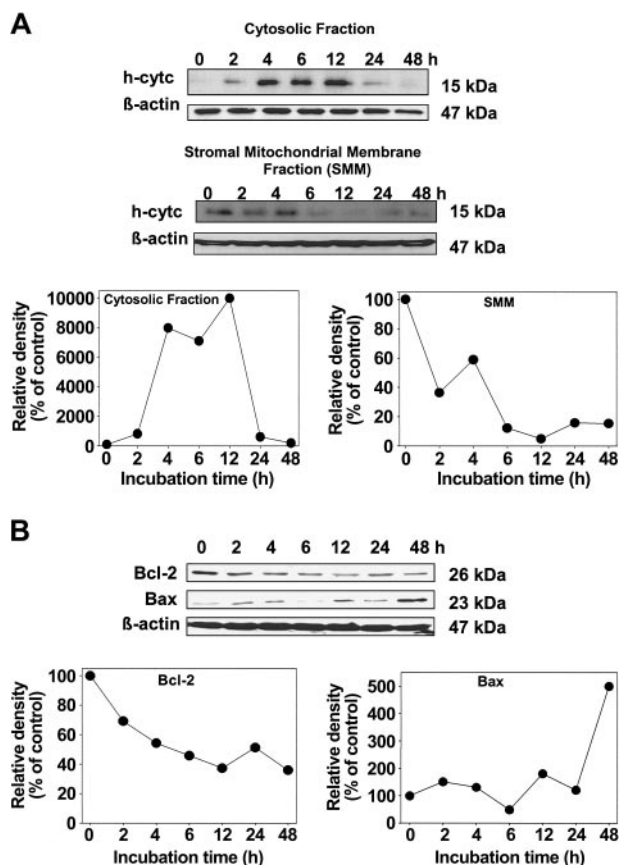 A
Cytosolic Fraction
0 2 4 6 12 24 48 h
h-cytc 15 kDa
ß-actin 47 kDa
Stromal Mitochondrial Membrane
Fraction (SMM)
0 2 4 6 12 24 48 h
h-cytc 15 kDa
ß-actin 47 kDa
Cytosolic Fraction
Relative density
(% of control)
10000
8000
6000
4000
2000
0
0 2 4 6 12 24 48
Incubation time (h)
SMM
Relative density
(% of control)
100
80
60
40
20
0
0 2 4 6 12 24 48
Incubation time (h)
B
0 2 4 6 12 24 48 h
Bcl-2 26 kDa
Bax 23 kDa
ß-actin 47 kDa
Bcl-2
Relative density
(% of control)
100
80
60
40
20
0
0 2 4 6 12 24 48
Incubation time (h)
Bax
Relative density
(% of control)
500
400
300
200
100
0 2 4 6 12 24 48
Incubation time (h)